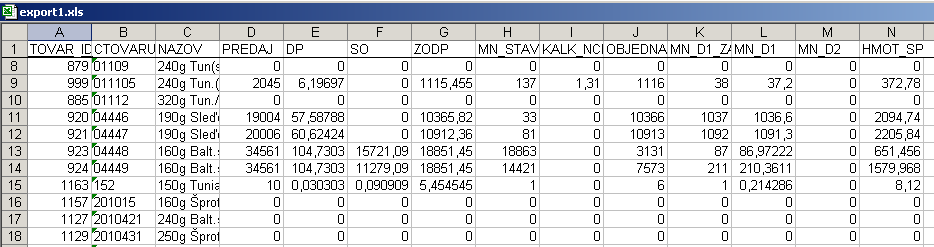 export1.xls
A B C D E F G H I J K L M N
1 TOVAR_ID CTOVARU NAZOV PREDAJ DP SO ZODP MN_STAV KALK_NCI OBJEDNA MN_D1_ZA MN_D1 MN_D2 HMOT_SP
8 879 01109 240g Tun(s 0 0 0 0 0 0 0 0 0 0 0
9 999 011105 240g Tun.( 2045 6,19697 0 1115,455 137 1,31 1116 38 37,2 0 372,78
10 885 01112 320g Tun./ 0 0 0 0 0 0 0 0 0 0 0
11 920 04446 190g Sleď 19004 57,58788 0 10365,82 33 0 10366 1037 1036,6 0 2094,74
12 921 04447 190g Sleď 20006 60,62424 0 10912,36 81 0 10913 1092 1091,3 0 2205,84
13 923 04448 160g Balt. 34561 104,7303 15721,09 18851,45 18863 0 3131 87 86,97222 0 651,456
14 924 04449 160g Balt. 34561 104,7303 11279,09 18851,45 14421 0 7573 211 210,3611 0 1579,968
15 1163 152 150g Tunia 10 0,030303 0,090909 5,454545 1 0 6 1 0,214286 0 8,12
16 1157 201015 160g Šprof 0 0 0 0 0 0 0 0 0 0 0
17 1127 2010421 240g Balt. 0 0 0 0 0 0 0 0 0 0 0
18 1129 2010431 250g Šprof 0 0 0 0 0 0 0 0 0 0 0